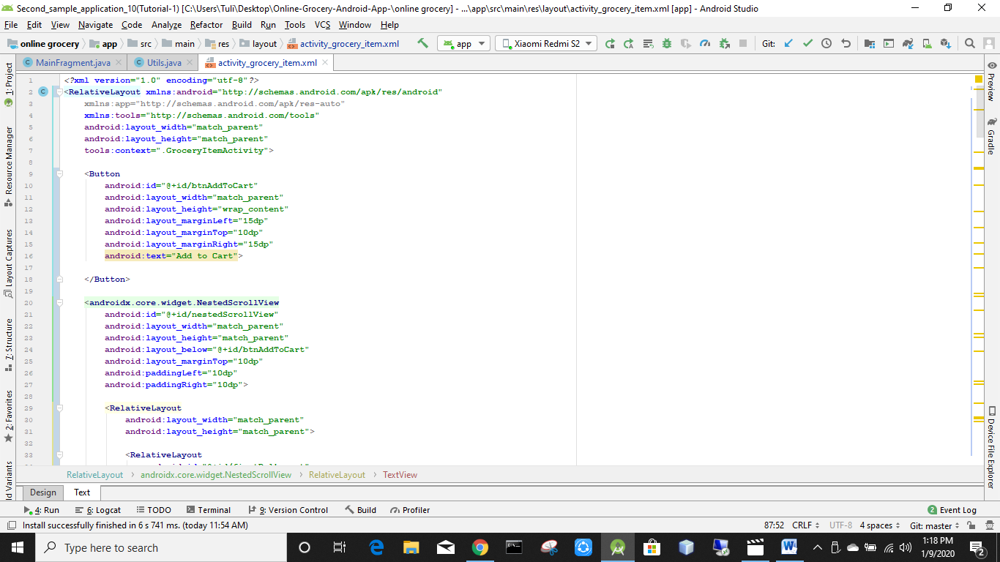 Second_sample_application_10(Tutorial-1) [C:\Users\Tuli\Desktop\Online-Grocery-Android-App-\online grocery] - ...\app\src\main\res\layout\activity_grocery_item.xml [app] - Android Studio
File Edit View Navigate Code Analyze Refactor Build Run Tools VCS Window Help
online grocery app src main res layout activity_grocery_item.xml app Xiaomi Redmi S2 Git:
MainFragment.java Utils.java activity_grocery_item.xml
1 <?xml version="1.0" encoding="utf-8"?>
2 <RelativeLayout xmlns:android="http://schemas.android.com/apk/res/android"
3 xmlns:app="http://schemas.android.com/apk/res-auto"
4 xmlns:tools="http://schemas.android.com/tools"
5 android:layout_width="match_parent"
6 android:layout_height="match_parent"
7 tools:context=".GroceryItemActivity">
8
9 <Button
10 android:id="@+id/btnAddToCart"
11 android:layout_width="match_parent"
12 android:layout_height="wrap_content"
13 android:layout_marginLeft="15dp"
14 android:layout_marginTop="10dp"
15 android:layout_marginRight="15dp"
16 android:text="Add to Cart">
17
18 </Button>
19
20 <androidx.core.widget.NestedScrollView
21 android:id="@+id/nestedScrollView"
22 android:layout_width="match_parent"
23 android:layout_height="match_parent"
24 android:layout_below="@+id/btnAddToCart"
25 android:layout_marginTop="10dp"
26 android:paddingLeft="10dp"
27 android:paddingRight="10dp">
28
29 <RelativeLayout
30 android:layout_width="match_parent"
31 android:layout_height="match_parent">
32
33 <RelativeLayout
1: Project
Resource Manager
Layout Captures
7: Structure
2: Favorites
ld Variants
Preview
Gradle
Device File Explorer
RelativeLayout androidx.core.widget.NestedScrollView RelativeLayout TextView
Design Text
4: Run 6: Logcat TODO Terminal 9: Version Control Build Profiler 2 Event Log
Install successfully finished in 6 s 741 ms. (today 11:54 AM) 87:52 CRLF UTF-8 4 spaces Git: master
Type here to search
1:18 PM
1/9/2020
2